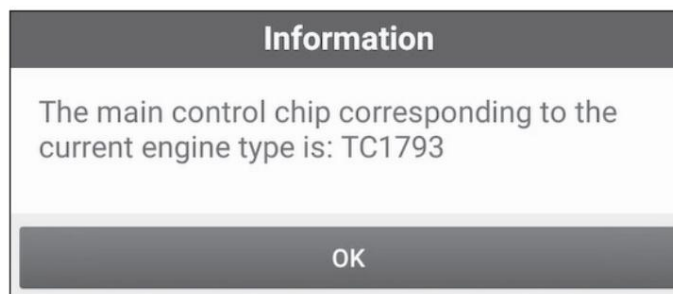 Information
The main control chip corresponding to the
current engine type is: TC1793
OK